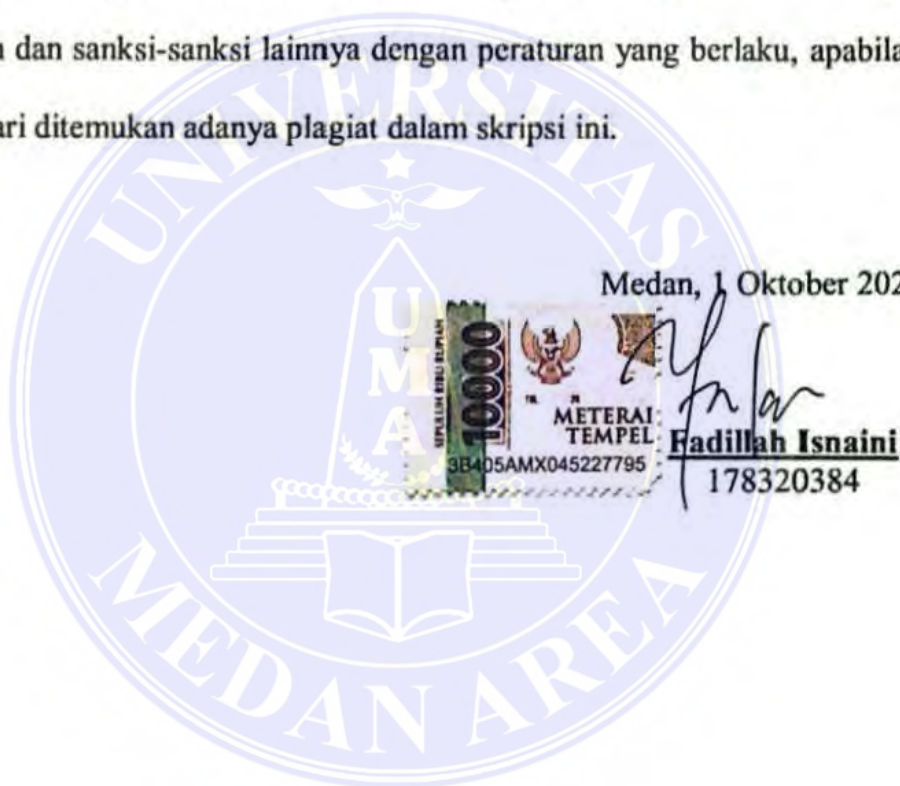 dan sanksi-sanksi lainnya dengan peraturan yang berlaku, apabila
ditemukan adanya plagiat dalam skripsi ini.
UNIVERSITAS
Medan, 1 Oktober 202
UMA
SEPULUH RIBU RUPIAH
10000
METERAI
TEMPEL
3B405AMX045227795
Fadillah Isnaini
178320384
MEDAN AREA